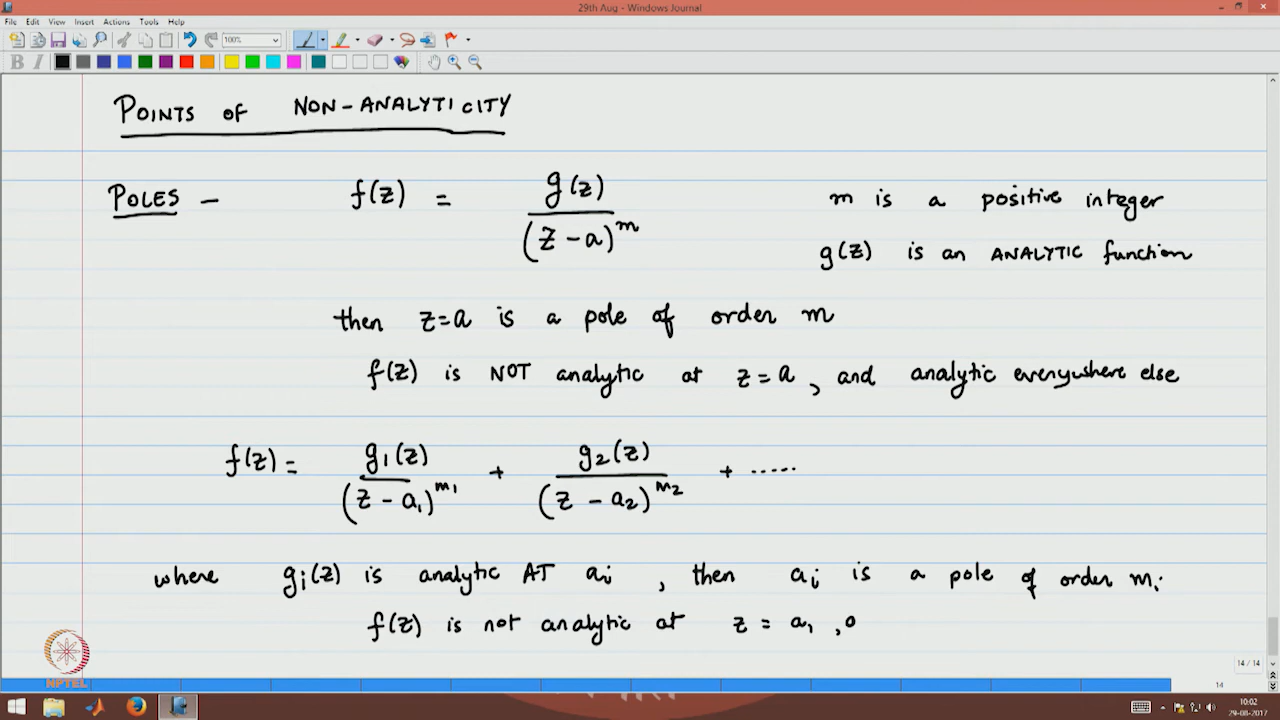 29th Aug - Windows Journal
File Edit View Insert Actions Tools Help
100%
B I
POINTS OF NON-ANALYTICITY
POLES - f(z) = g(z) / (z-a)^m m is a positive integer
g(z) is an ANALYTIC function
then z=a is a pole of order m
f(z) is NOT analytic at z=a, and analytic everywhere else
f(z) = g1(z) / (z-a1)^m1 + g2(z) / (z-a2)^m2 + .....
where gi(z) is analytic AT ai, then ai is a pole of order mi
f(z) is not analytic at z = a1, a
NPTEL
14 / 14
14
10:02
29-08-2017